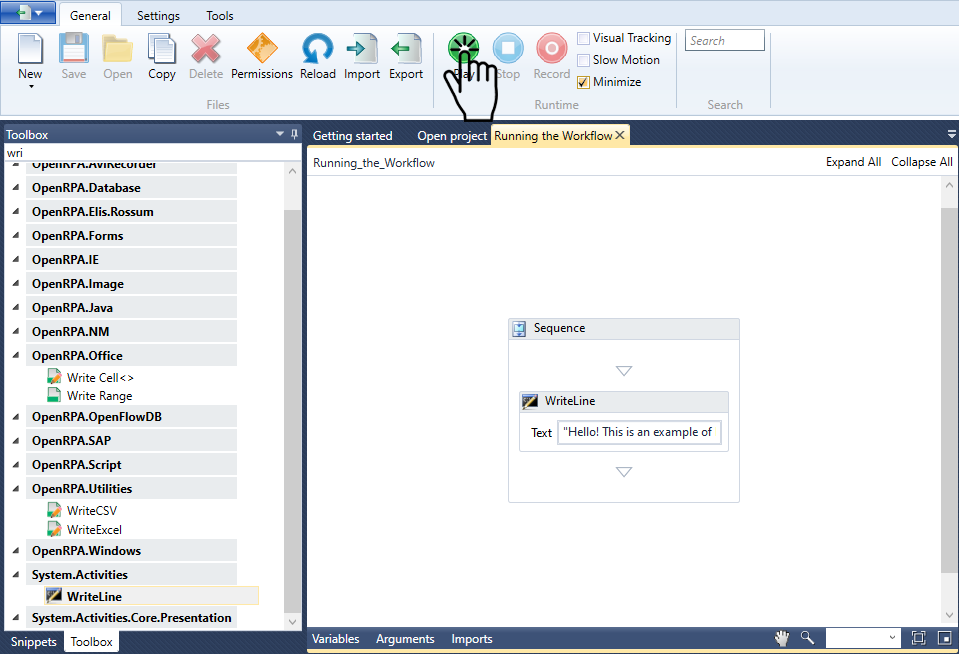 General Settings Tools
New Save Open Copy Delete Permissions Reload Import Export
Files
Play Stop Record
Visual Tracking
Slow Motion
Minimize
Runtime
Search
Search
Toolbox
wri
OpenRPA.AviRecorder
OpenRPA.Database
OpenRPA.Elis.Rossum
OpenRPA.Forms
OpenRPA.IE
OpenRPA.Image
OpenRPA.Java
OpenRPA.NM
OpenRPA.Office
Write Cell<>
Write Range
OpenRPA.OpenFlowDB
OpenRPA.SAP
OpenRPA.Script
OpenRPA.Utilities
WriteCSV
WriteExcel
OpenRPA.Windows
System.Activities
WriteLine
System.Activities.Core.Presentation
Snippets Toolbox
Getting started Open project Running the Workflow
Running_the_Workflow Expand All Collapse All
Sequence
WriteLine
Text "Hello! This is an example of
Variables Arguments Imports